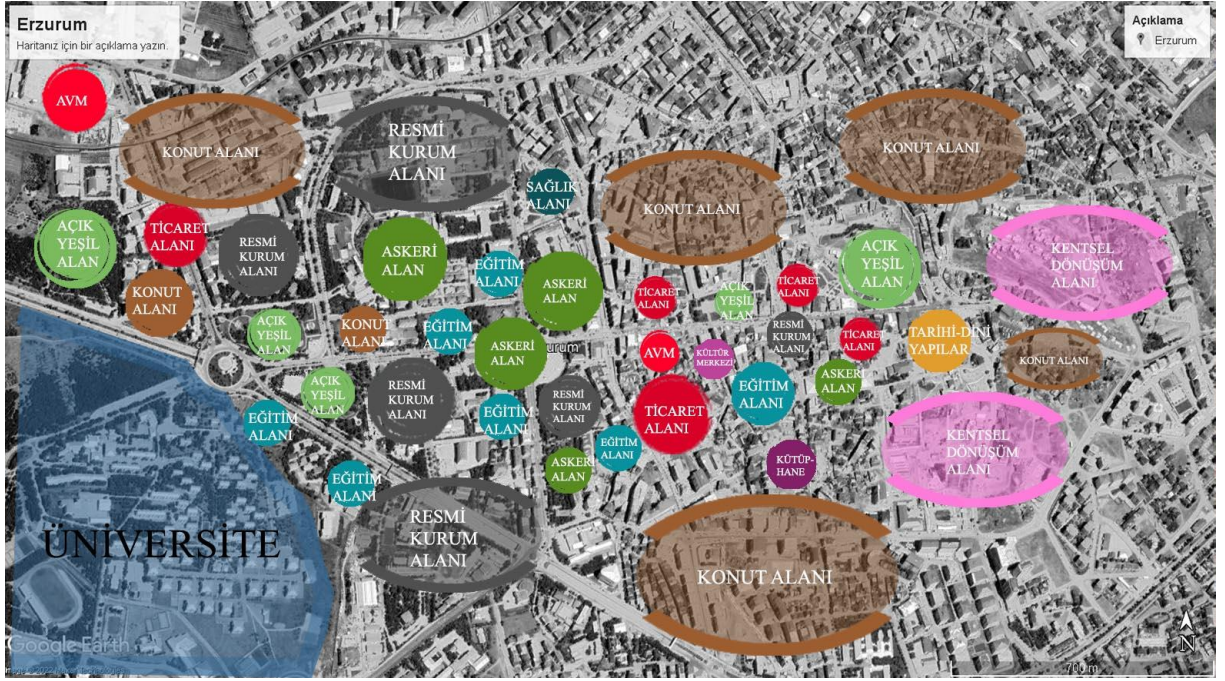 Erzurum
Haritanız için bir açıklama yazın.
Açıklama
Erzurum
AVM
KONUT ALANI
RESMİ
KURUM
ALANI
KONUT ALANI
SAĞLIK
ALANI
KONUT ALANI
AÇIK
YEŞİL
ALAN
TİCARET
ALANI
RESMİ
KURUM
ALANI
ASKERİ
ALAN
EĞİTİM
ALANI
ASKERİ
ALAN
TİCARET
ALANI
AÇIK
YEŞİL
ALAN
TİCARET
ALANI
AÇIK
YEŞİL
ALAN
KENTSEL
DÖNÜŞÜM
ALANI
KONUT
ALANI
AÇIK
YEŞİL
ALAN
KONUT
ALANI
EĞİTİM
ALANI
ASKERİ
ALAN
AVM
KÜLTÜR
MERKEZİ
RESMİ
KURUM
ALANI
TİCARET
ALANI
TARİHİ-DİNİ
YAPILAR
KONUT ALANI
AÇIK
YEŞİL
ALAN
RESMİ
KURUM
ALANI
EĞİTİM
ALANI
EĞİTİM
ALANI
RESMİ
KURUM
ALANI
TİCARET
ALANI
EĞİTİM
ALANI
ASKERİ
ALAN
KENTSEL
DÖNÜŞÜM
ALANI
EĞİTİM
ALANI
EĞİTİM
ALANI
ASKERİ
ALAN
KÜTÜP-
HANE
ÜNİVERSİTE
RESMİ
KURUM
ALANI
KONUT ALANI
Google Earth
N
700 m